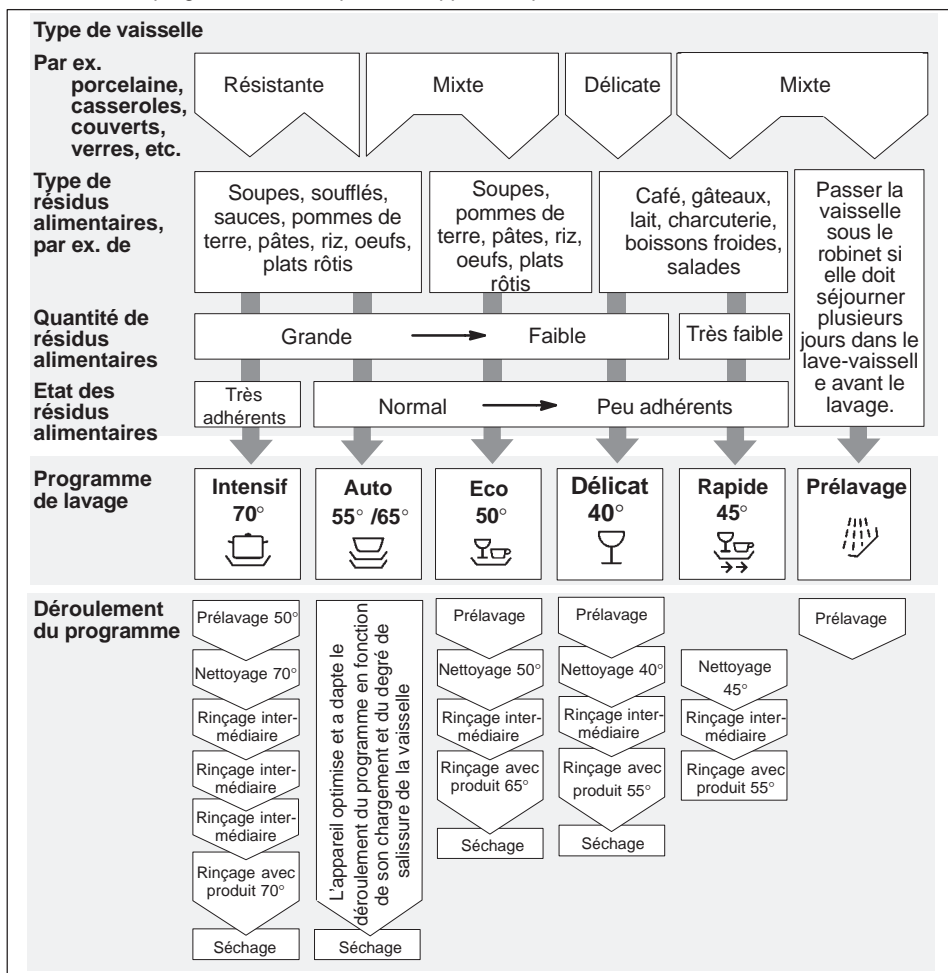 Type de vaisselle
Par ex.
porcelaine,
casseroles,
couverts,
verres, etc.
Résistante
Mixte
Délicate
Mixte
Type de
résidus
alimentaires,
par ex. de
Soupes, soufflés,
sauces, pommes de
terre, pâtes, riz, oeufs,
plats rôtis
Soupes,
pommes de
terre, pâtes, riz,
oeufs, plats
rôtis
Café, gâteaux,
lait, charcuterie,
boissons froides,
salades
Passer la
vaisselle
sous le
robinet si
elle doit
séjourner
plusieurs
jours dans le
lave-vaissell
e avant le
lavage.
Quantité de
résidus
alimentaires
Grande
Faible
Très faible
Etat des
résidus
alimentaires
Très
adhérents
Normal
Peu adhérents
Programme
de lavage
Intensif
70°
Auto
55° /65°
Eco
50°
Délicat
40°
Rapide
45°
Prélavage
Déroulement
du programme
Prélavage 50°
Nettoyage 70°
Rinçage inter-
médiaire
Rinçage inter-
médiaire
Rinçage inter-
médiaire
Rinçage avec
produit 70°
Séchage
L'appareil optimise et a dapte le
déroulement du programme en fonction
de son chargement et du degré de
salissure de la vaisselle
Séchage
Prélavage
Nettoyage 50°
Rinçage inter-
médiaire
Rinçage avec
produit 65°
Séchage
Prélavage
Nettoyage 40°
Rinçage inter-
médiaire
Rinçage avec
produit 55°
Séchage
Nettoyage
45°
Rinçage inter-
médiaire
Rinçage avec
produit 55°
Prélavage